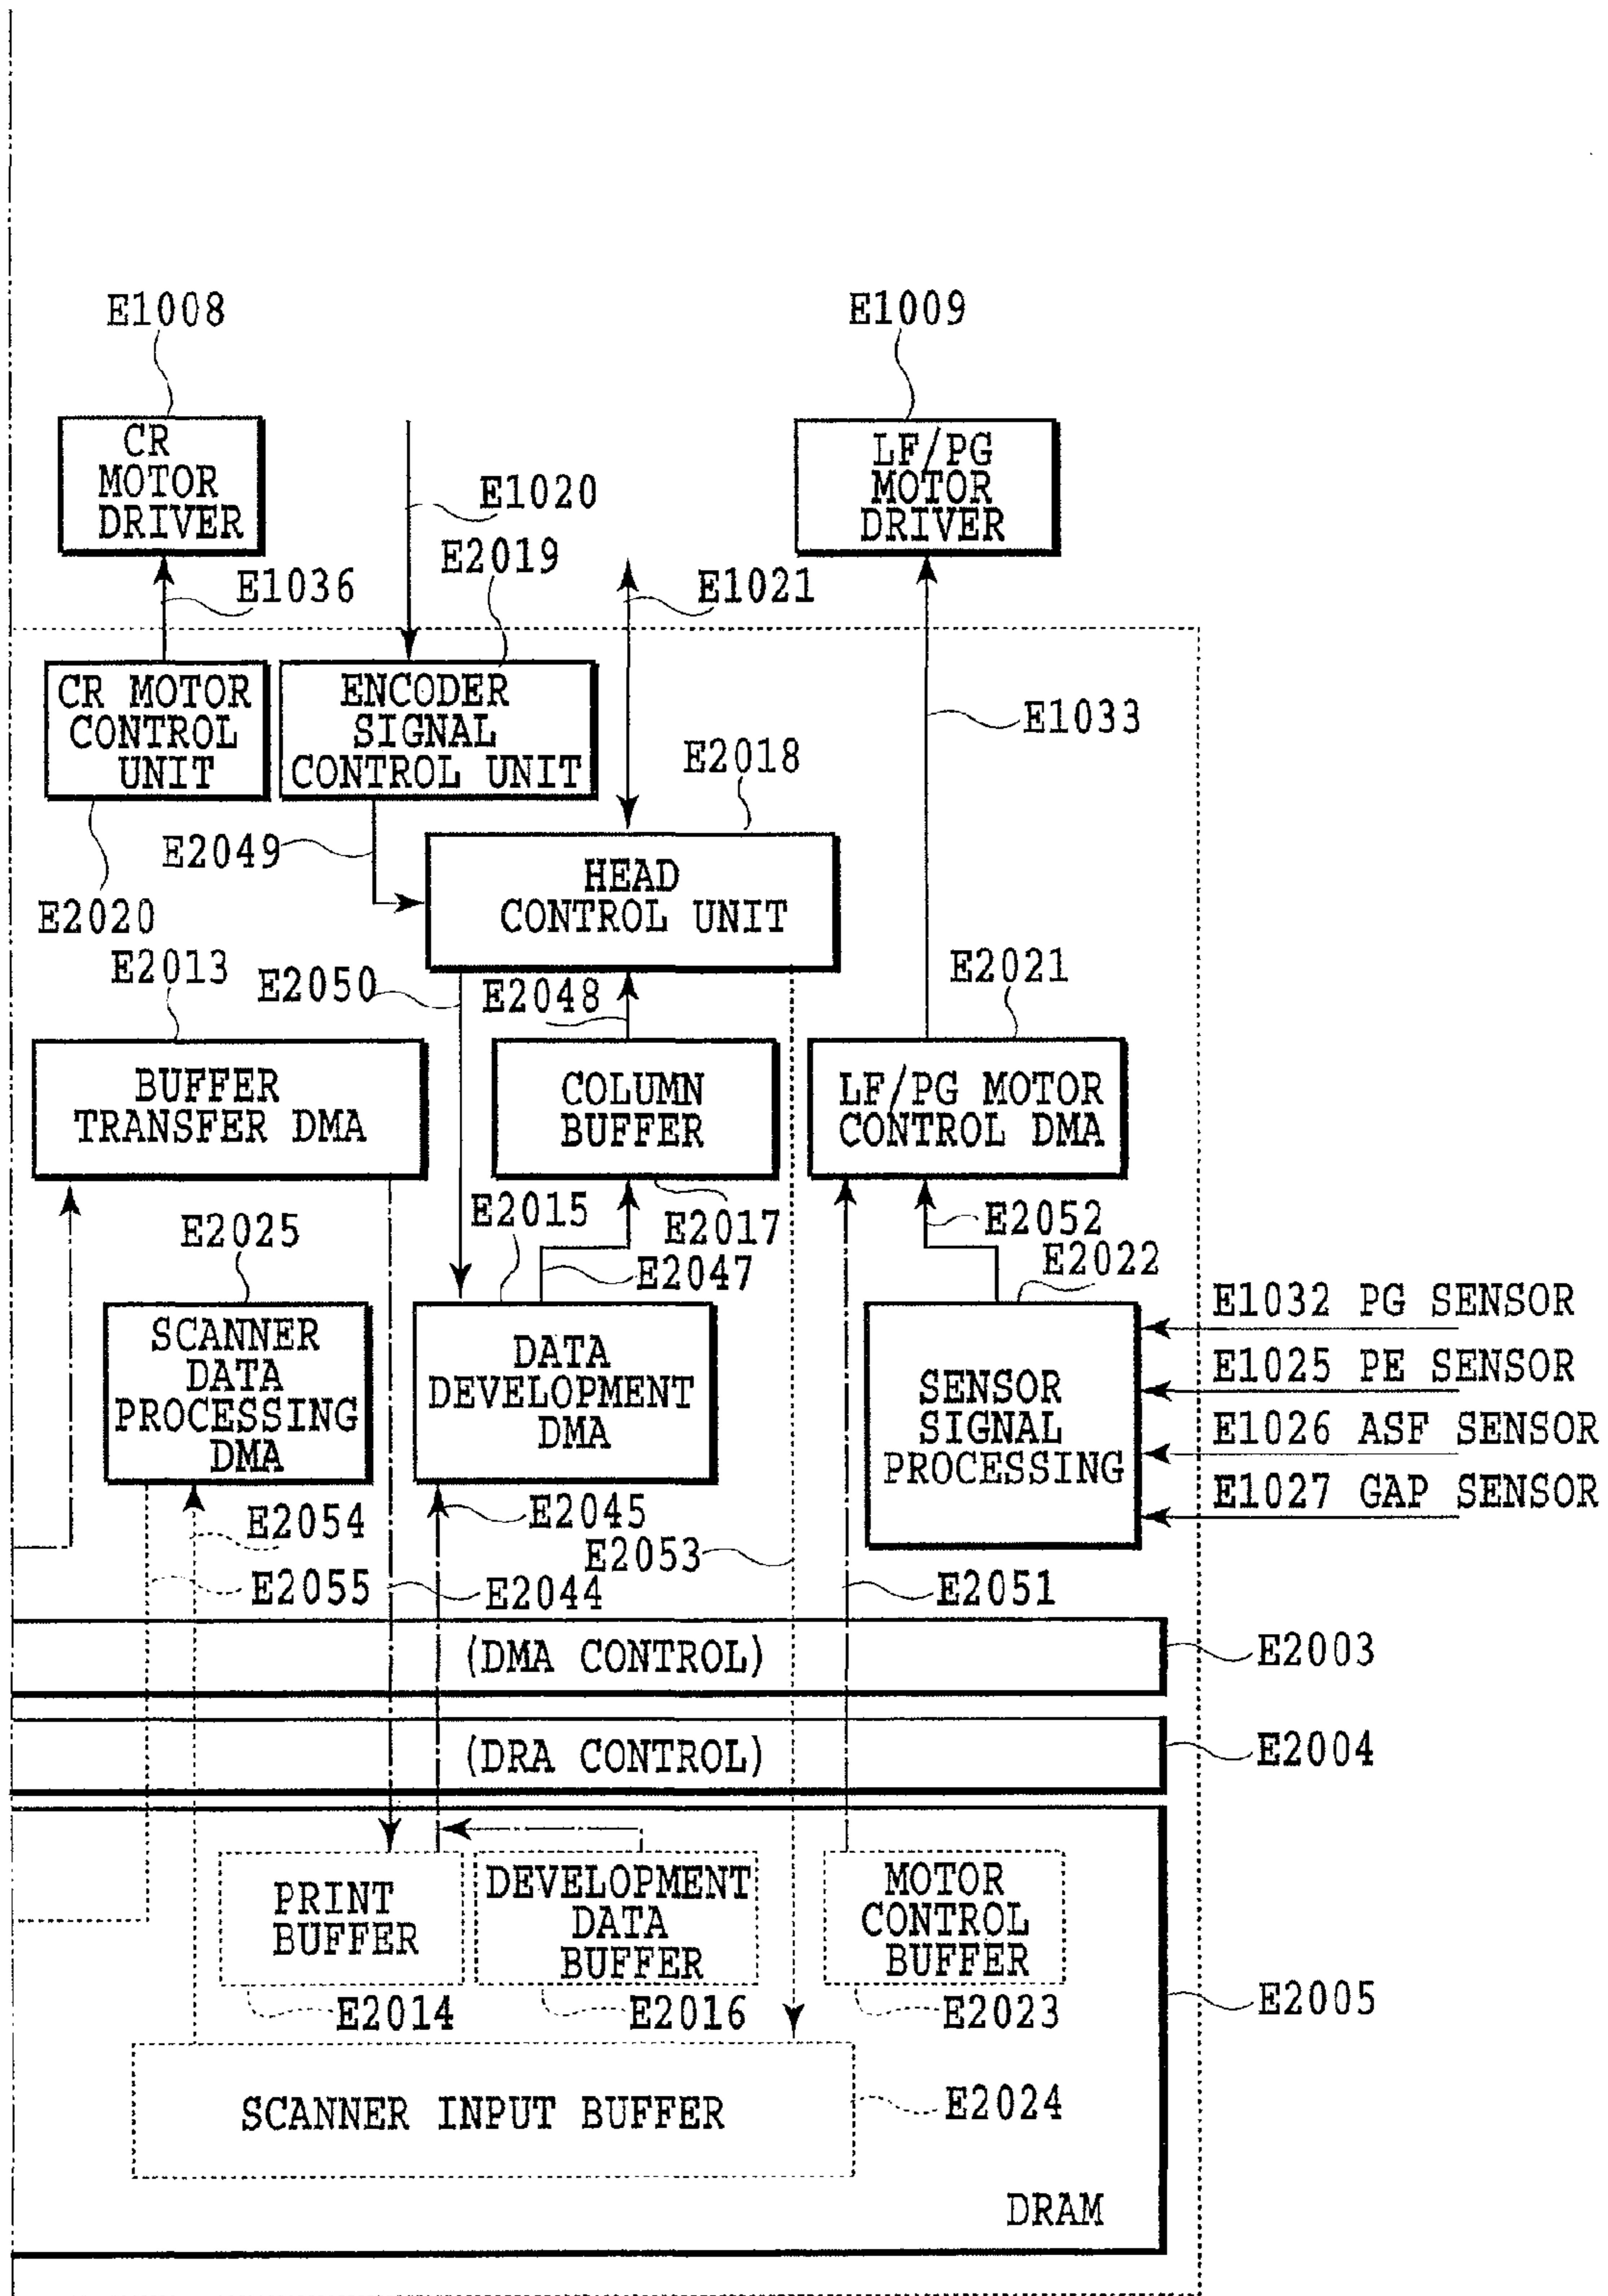 E1008
E1009
CR
MOTOR
DRIVER
LF/PG
MOTOR
DRIVER
E1020
E2019
E1036
E1021
CR MOTOR
CONTROL
UNIT
ENCODER
SIGNAL
CONTROL UNIT
E1033
E2018
E2049
HEAD
CONTROL UNIT
E2020
E2013
E2050
E2048
E2021
BUFFER
TRANSFER DMA
COLUMN
BUFFER
LF/PG MOTOR
CONTROL DMA
E2015
E2017
E2052
E2025
E2047
E2022
SCANNER
DATA
PROCESSING
DMA
DATA
DEVELOPMENT
DMA
SENSOR
SIGNAL
PROCESSING
E1032 PG SENSOR
E1025 PE SENSOR
E1026 ASF SENSOR
E1027 GAP SENSOR
E2054
E2045
E2053
E2055
E2044
E2051
(DMA CONTROL)
E2003
(DRA CONTROL)
E2004
PRINT
BUFFER
DEVELOPMENT
DATA
BUFFER
MOTOR
CONTROL
BUFFER
E2014
E2016
E2023
E2005
SCANNER INPUT BUFFER
E2024
DRAM